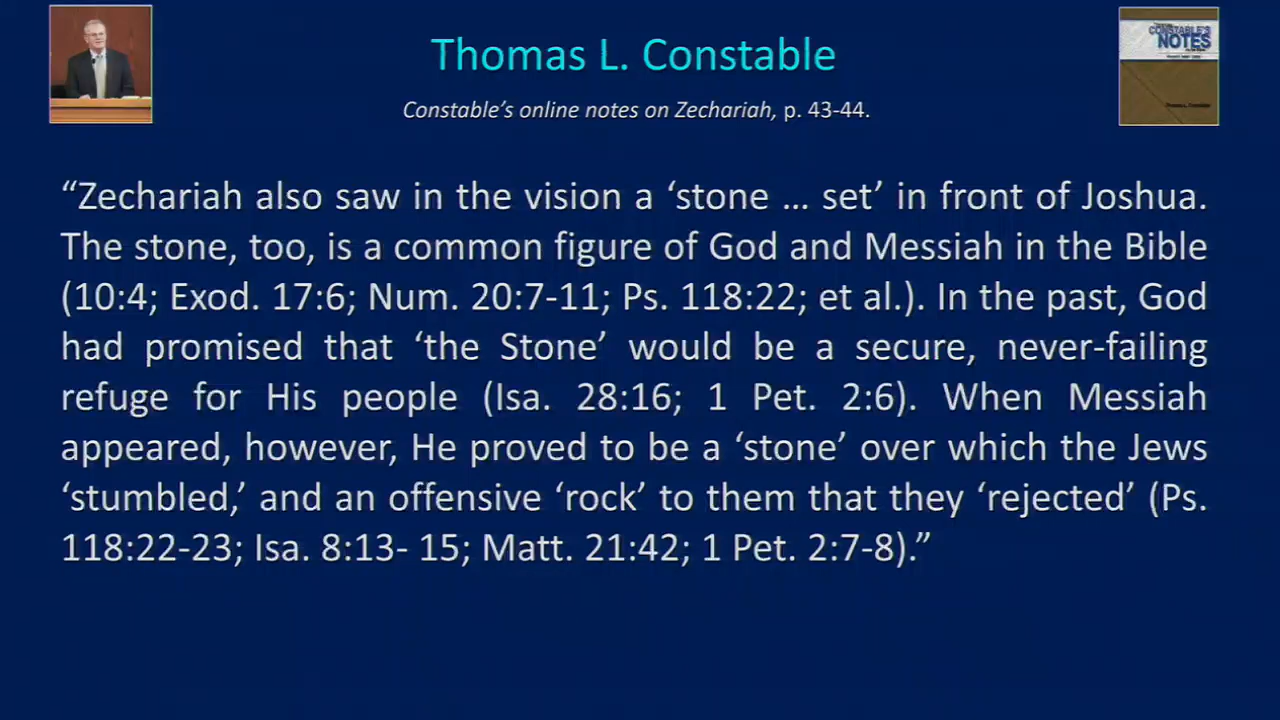 Thomas L. Constable
CONSTABLE'S
NOTES
Constable's online notes on Zechariah, p. 43-44.
“Zechariah also saw in the vision a ‘stone … set’ in front of Joshua.
The stone, too, is a common figure of God and Messiah in the Bible
(10:4; Exod. 17:6; Num. 20:7-11; Ps. 118:22; et al.). In the past, God
had promised that ‘the Stone’ would be a secure, never-failing
refuge for His people (Isa. 28:16; 1 Pet. 2:6). When Messiah
appeared, however, He proved to be a ‘stone’ over which the Jews
‘stumbled,’ and an offensive ‘rock’ to them that they ‘rejected’ (Ps.
118:22-23; Isa. 8:13- 15; Matt. 21:42; 1 Pet. 2:7-8).”